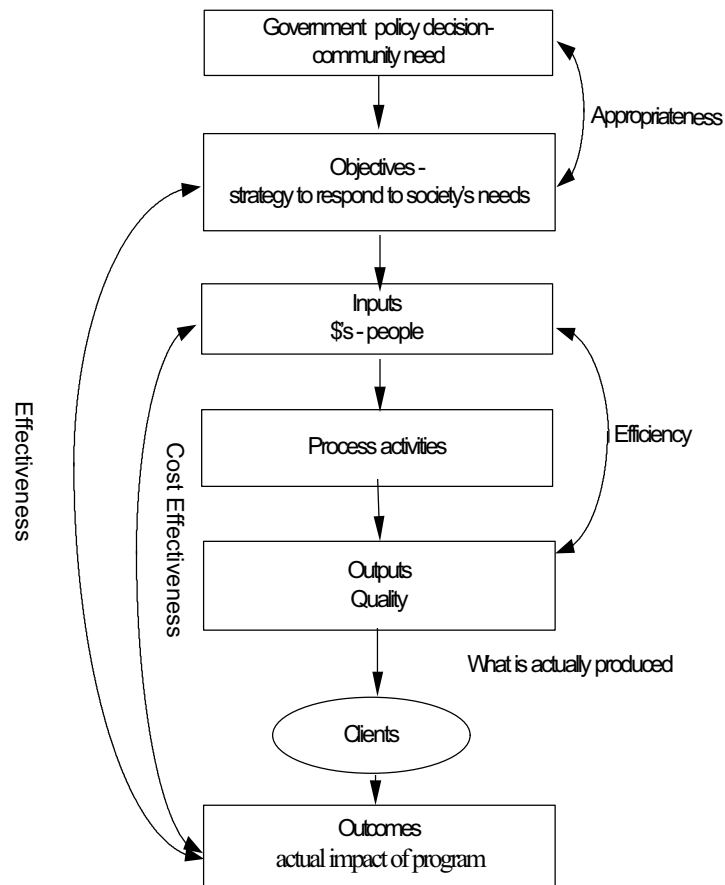 Government policy decision-
community need
Appropriateness
Objectives -
strategy to respond to society's needs
Inputs
$'s - people
Effectiveness
Cost Effectiveness
Process activities
Efficiency
Outputs
Quality
What is actually produced
Clients
Outcomes
actual impact of program